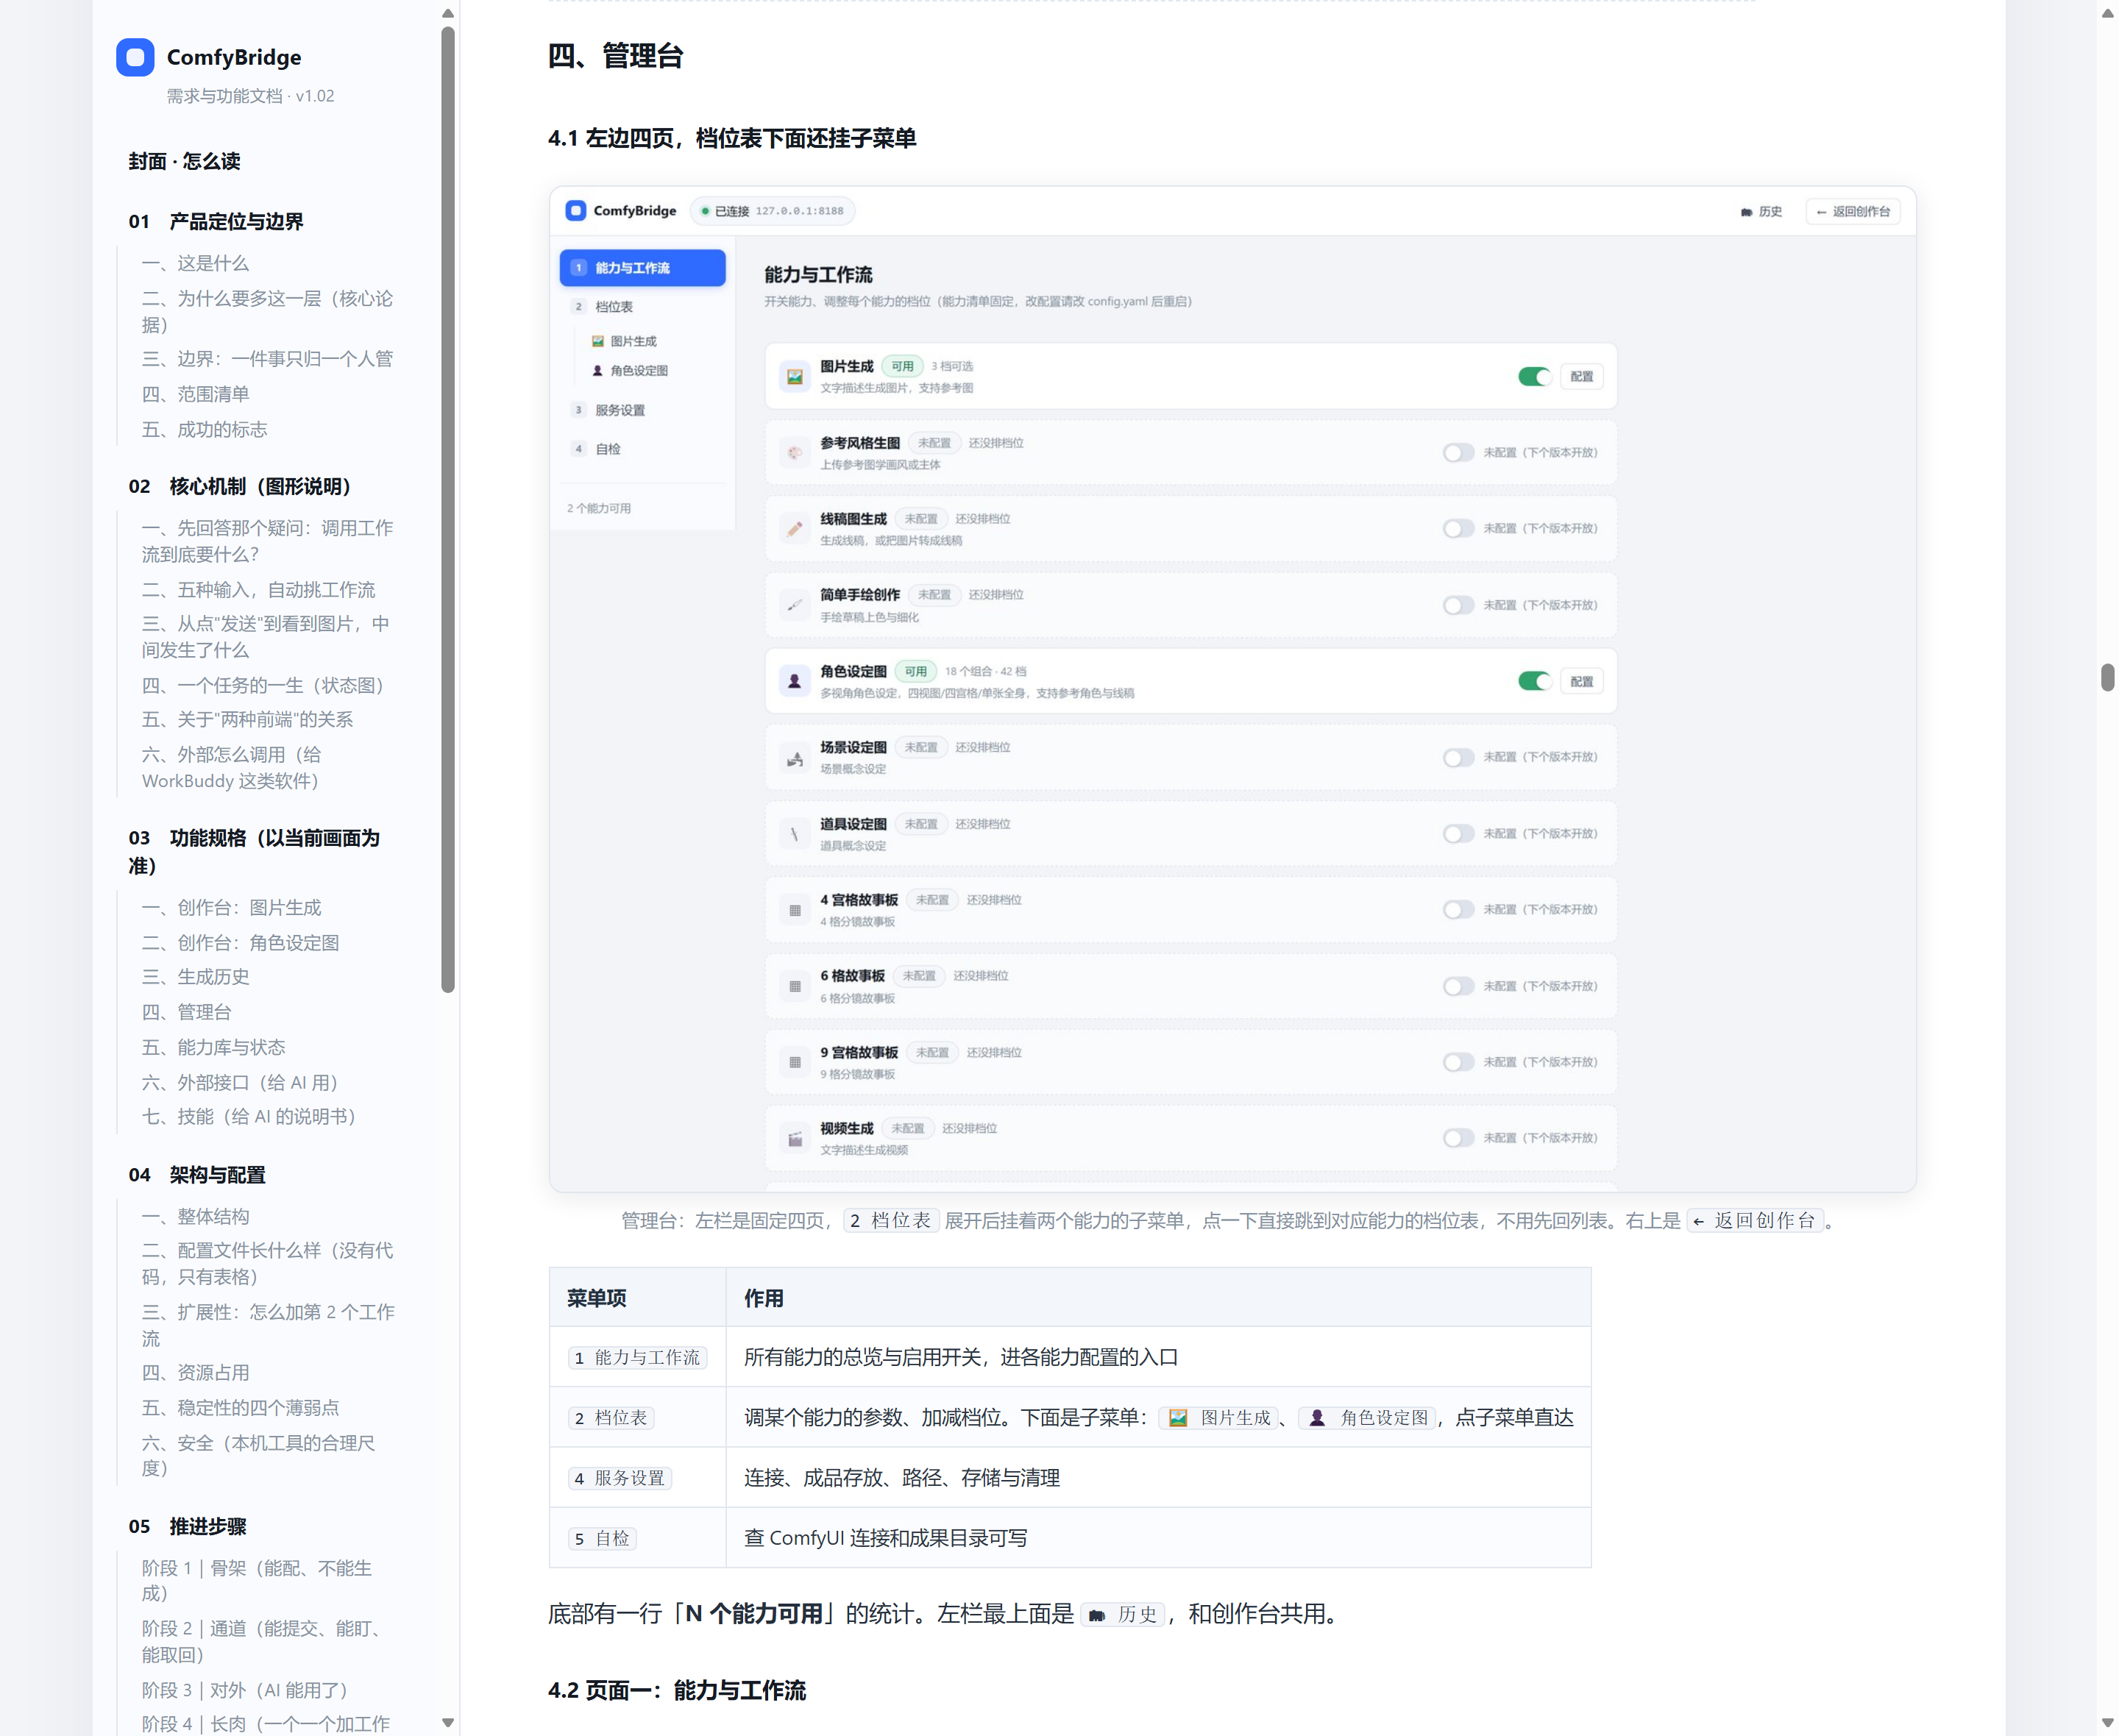 ComfyBridge
需求与功能文档 · v1.02
封面 · 怎么读
01 产品定位与边界
一、这是什么
二、为什么要多这一层（核心论
据）
三、边界：一件事只归一个人管
四、范围清单
五、成功的标志
02 核心机制（图形说明）
一、先回答那个疑问：调用工作
流到底要什么？
二、五种输入，自动挑工作流
三、从点"发送"到看到图片，中
间发生了什么
四、一个任务的一生（状态图）
五、关于"两种前端"的关系
六、外部怎么调用（给
WorkBuddy 这类软件）
03 功能规格（以当前画面为
准）
一、创作台：图片生成
二、创作台：角色设定图
三、生成历史
四、管理台
五、能力库与状态
六、外部接口（给 AI 用）
七、技能（给 AI 的说明书）
04 架构与配置
一、整体结构
二、配置文件长什么样（没有代
码，只有表格）
三、扩展性：怎么加第 2 个工作
流
四、资源占用
五、稳定性的四个薄弱点
六、安全（本机工具的合理尺
度）
05 推进步骤
阶段 1｜骨架（能配、不能生
成）
阶段 2｜通道（能提交、能盯、
能取回）
阶段 3｜对外（AI 能用了）
阶段 4｜长肉（一个一个加工作
四、管理台
4.1 左边四页，档位表下面还挂子菜单
ComfyBridge 已连接 127.0.0.1:8188 历史 ← 返回创作台
1 能力与工作流
2 档位表
图片生成
角色设定图
3 服务设置
4 自检
2 个能力可用
能力与工作流
开关能力、调整每个能力的档位（能力清单固定，改配置请改 config.yaml 后重启）
图片生成 可用 3 档可选
文字描述生成图片，支持参考图
配置
参考风格生图 未配置 还没排档位
上传参考图学画风或主体
未配置（下个版本开放）
线稿图生成 未配置 还没排档位
生成线稿，或把图片转成线稿
未配置（下个版本开放）
简单手绘创作 未配置 还没排档位
手绘草稿上色与细化
未配置（下个版本开放）
角色设定图 可用 18 个组合 · 42 档
多视角角色设定，四视图/四宫格/单张全身，支持参考角色与线稿
配置
场景设定图 未配置 还没排档位
场景概念设定
未配置（下个版本开放）
道具设定图 未配置 还没排档位
道具概念设定
未配置（下个版本开放）
4 宫格故事板 未配置 还没排档位
4 格分镜故事板
未配置（下个版本开放）
6 格故事板 未配置 还没排档位
6 格分镜故事板
未配置（下个版本开放）
9 宫格故事板 未配置 还没排档位
9 格分镜故事板
未配置（下个版本开放）
视频生成 未配置 还没排档位
文字描述生成视频
未配置（下个版本开放）
管理台：左栏是固定四页，2 档位表 展开后挂着两个能力的子菜单，点一下直接跳到对应能力的档位表，不用先回列表。右上是 ← 返回创作台。
菜单项 作用
1 能力与工作流 所有能力的总览与启用开关，进各能力配置的入口
2 档位表 调某个能力的参数、加减档位。下面是子菜单：图片生成、角色设定图，点子菜单直达
4 服务设置 连接、成品存放、路径、存储与清理
5 自检 查 ComfyUI 连接和成果目录可写
底部有一行「N 个能力可用」的统计。左栏最上面是 历史，和创作台共用。
4.2 页面一：能力与工作流